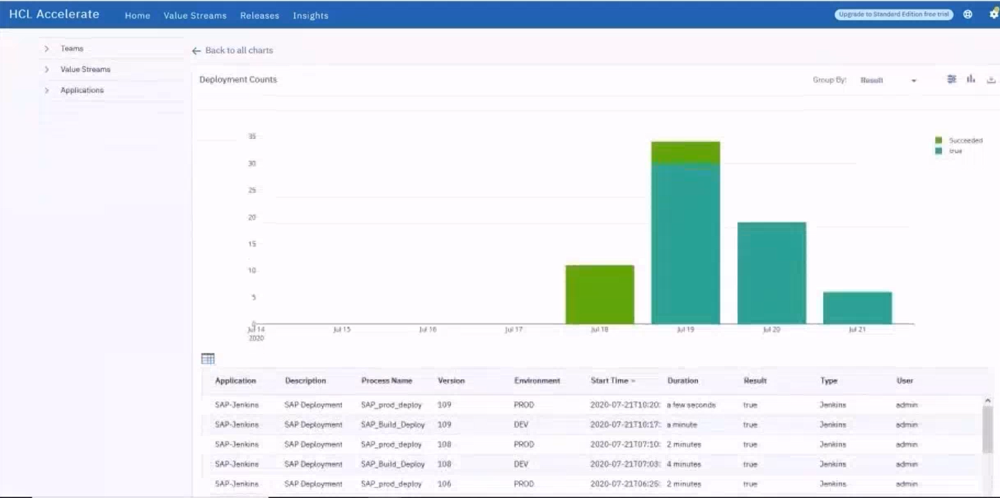 HCL Accelerate Home Value Streams Releases Insights Upgrade to Standard Edition free trial
Teams
Value Streams
Applications
Back to all charts
Deployment Counts Group By: Result
35
30
25
20
15
10
5
0
Jul 14 Jul 15 Jul 16 Jul 17 Jul 18 Jul 19 Jul 20 Jul 21
2020
Succeeded
true
Application Description Process Name Version Environment Start Time Duration Result Type User
SAP-Jenkins SAP Deployment SAP_prod_deploy 109 PROD 2020-07-21T10:20: a few seconds true Jenkins admin
SAP-Jenkins SAP Deployment SAP_Build_Deploy 109 DEV 2020-07-21T10:17: a minute true Jenkins admin
SAP-Jenkins SAP Deployment SAP_prod_deploy 108 PROD 2020-07-21T07:10: 2 minutes true Jenkins admin
SAP-Jenkins SAP Deployment SAP_Build_Deploy 108 DEV 2020-07-21T07:03: 4 minutes true Jenkins admin
SAP-Jenkins SAP Deployment SAP_prod_deploy 106 PROD 2020-07-21T06:25: 2 minutes true Jenkins admin